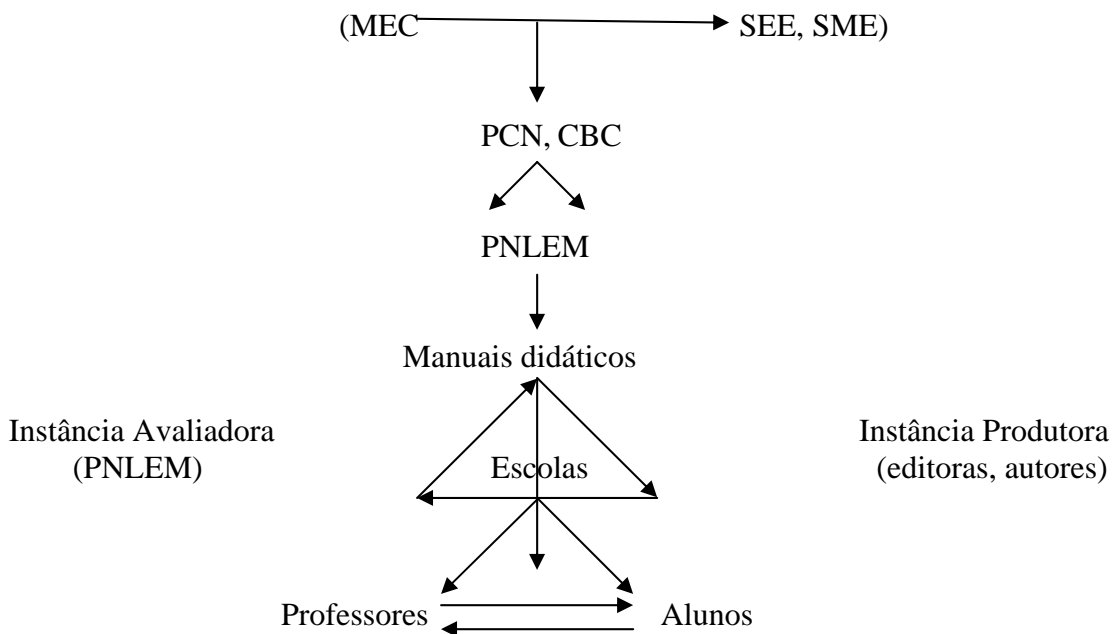 (MEC SEE, SME)
PCN, CBC
PNLEM
Manuais didáticos
Instância Avaliadora
(PNLEM)
Escolas
Instância Produtora
(editoras, autores)
Professores Alunos